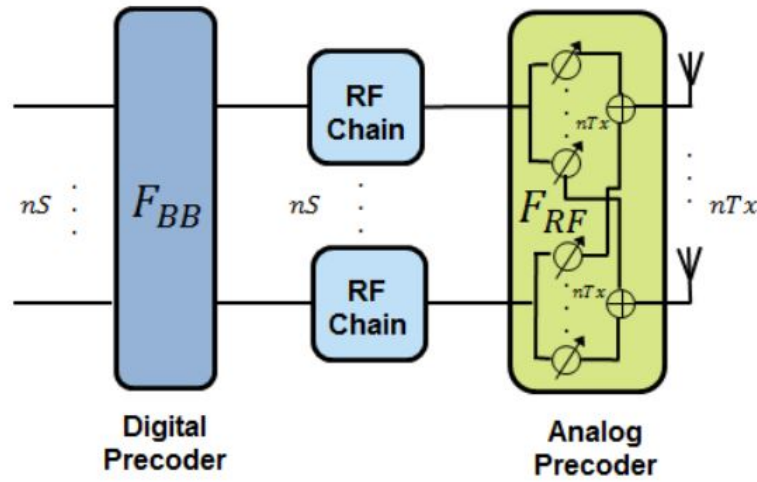 nS
F_BB
RF
Chain
nS
RF
Chain
nTx
F_RF
nTx
nTx
Digital
Precoder
Analog
Precoder